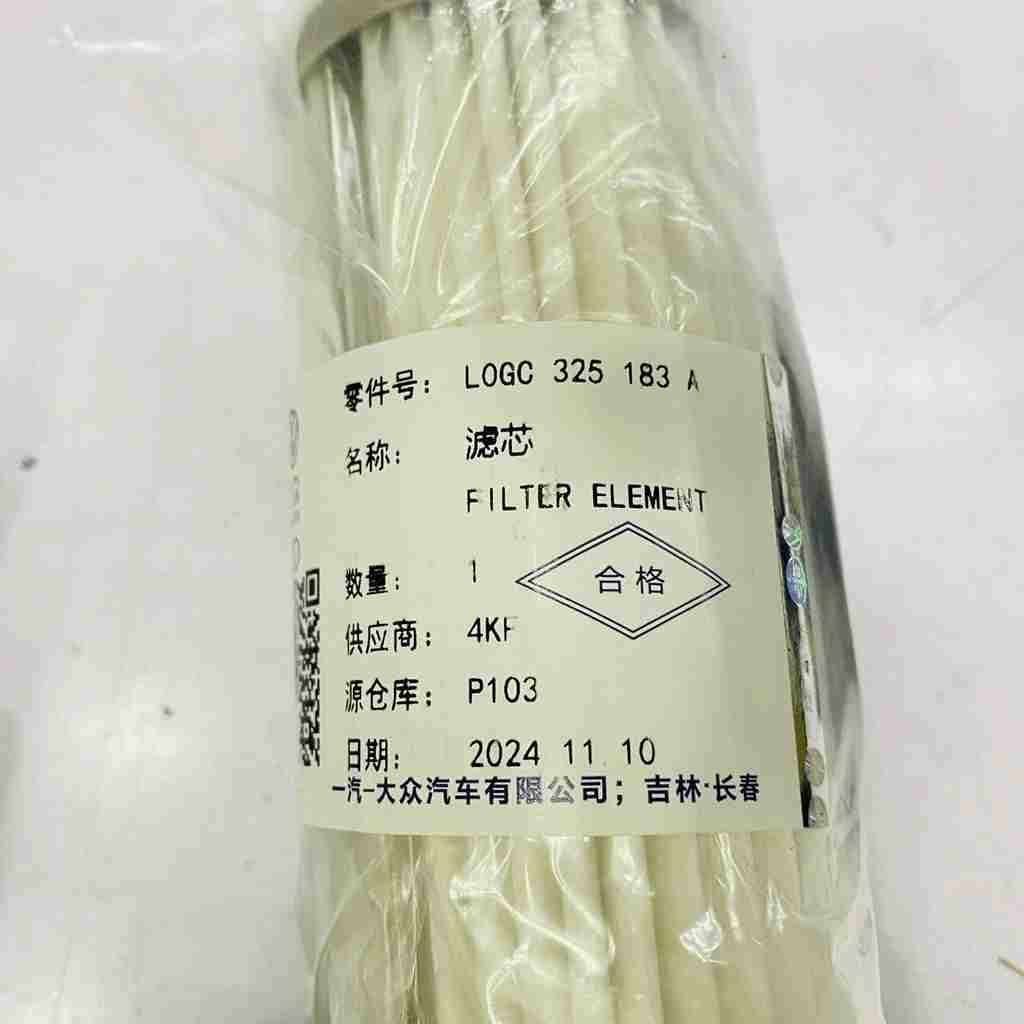 零件号: L0GC 325 183 A
名称: 滤芯
FILTER ELEMENT
合格
数量: 1
供应商:
源仓库: P103
日期: 2024 11 10
一汽-大众汽车有限公司; 吉林·长春